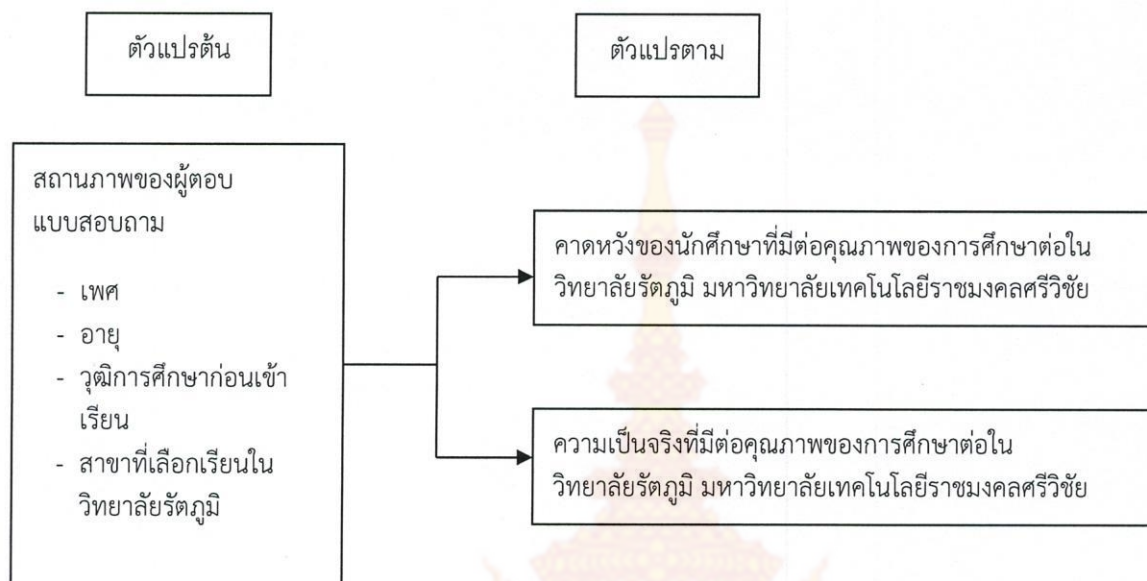 ตัวแปรต้น
ตัวแปรตาม
สถานภาพของผู้ตอบ
แบบสอบถาม
- เพศ
- อายุ
- วุฒิการศึกษาก่อนเข้า
เรียน
- สาขาที่เลือกเรียนใน
วิทยาลัยรัตภูมิ
คาดหวังของนักศึกษาที่มีต่อคุณภาพของการศึกษาต่อใน
วิทยาลัยรัตภูมิ มหาวิทยาลัยเทคโนโลยีราชมงคลศรีวิชัย
ความเป็นจริงที่มีต่อคุณภาพของการศึกษาต่อใน
วิทยาลัยรัตภูมิ มหาวิทยาลัยเทคโนโลยีราชมงคลศรีวิชัย